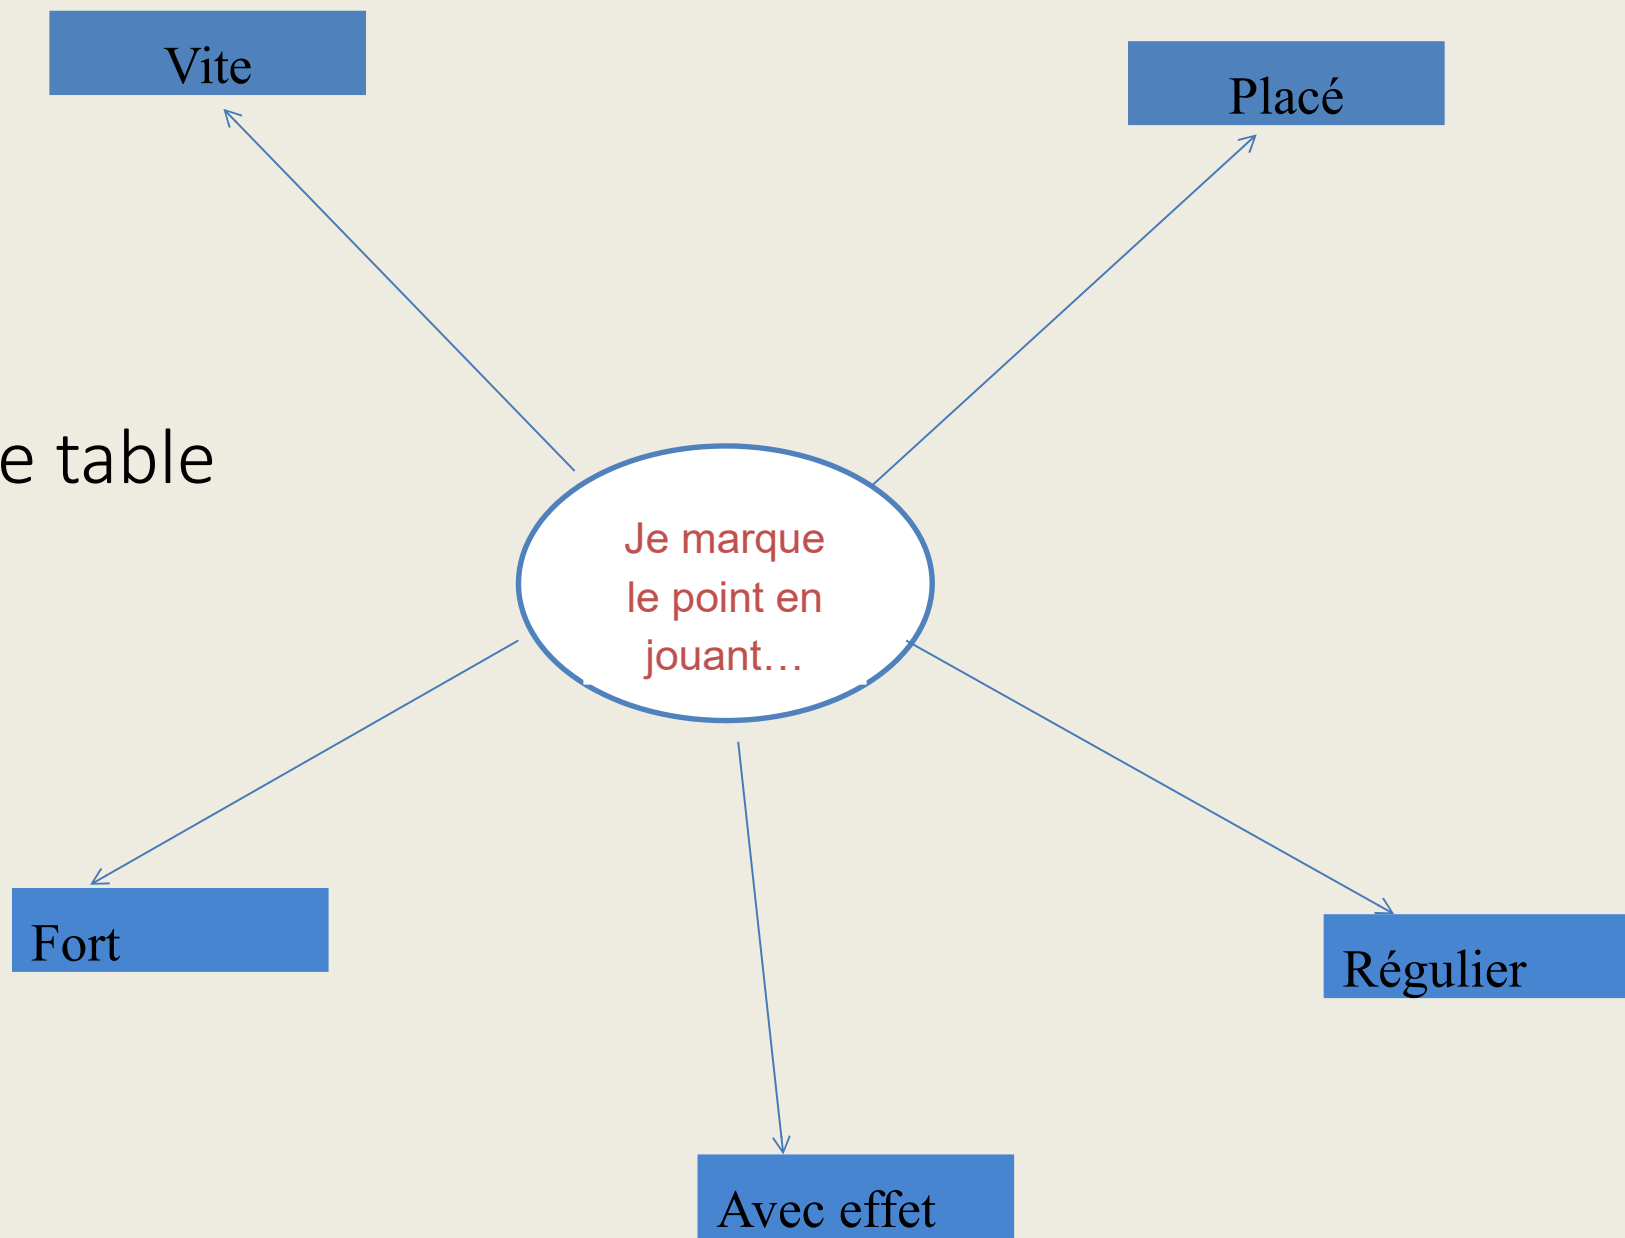 Vite
Placé
e table
Je marque
le point en
jouant…
Fort
Régulier
Avec effet